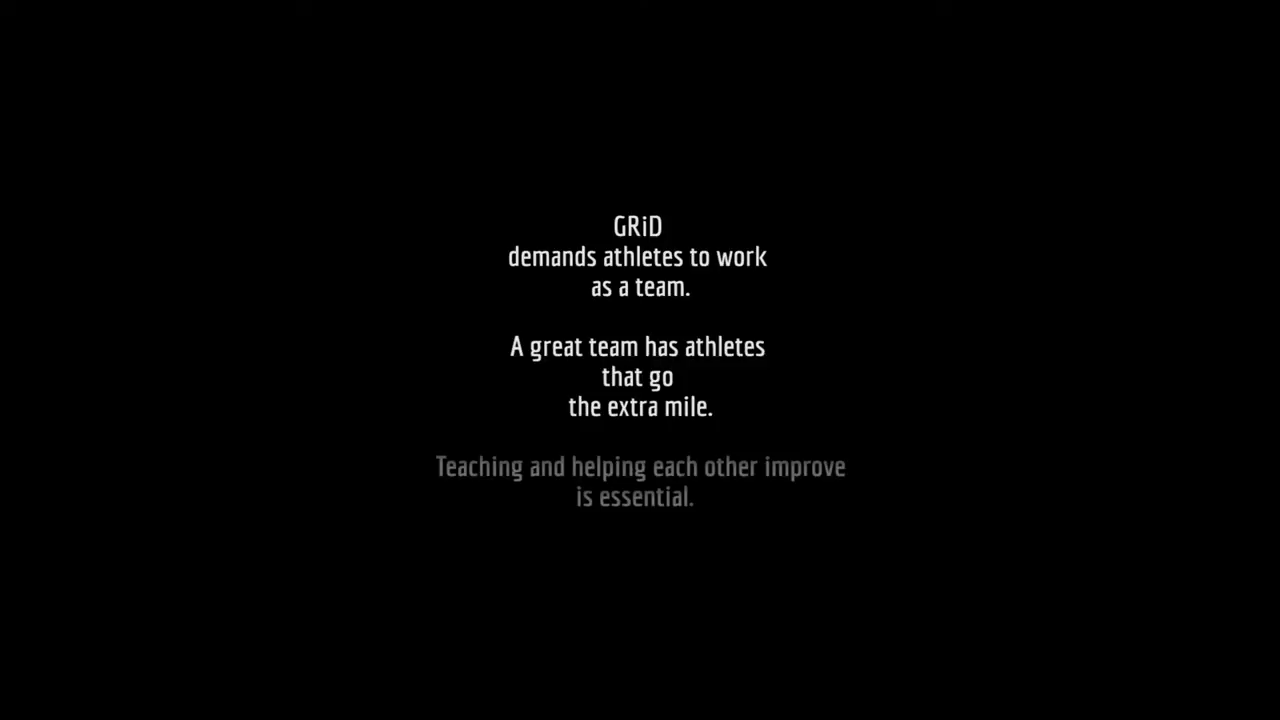 GRiD
demands athletes to work
as a team.
A great team has athletes
that go
the extra mile.
Teaching and helping each other improve
is essential.